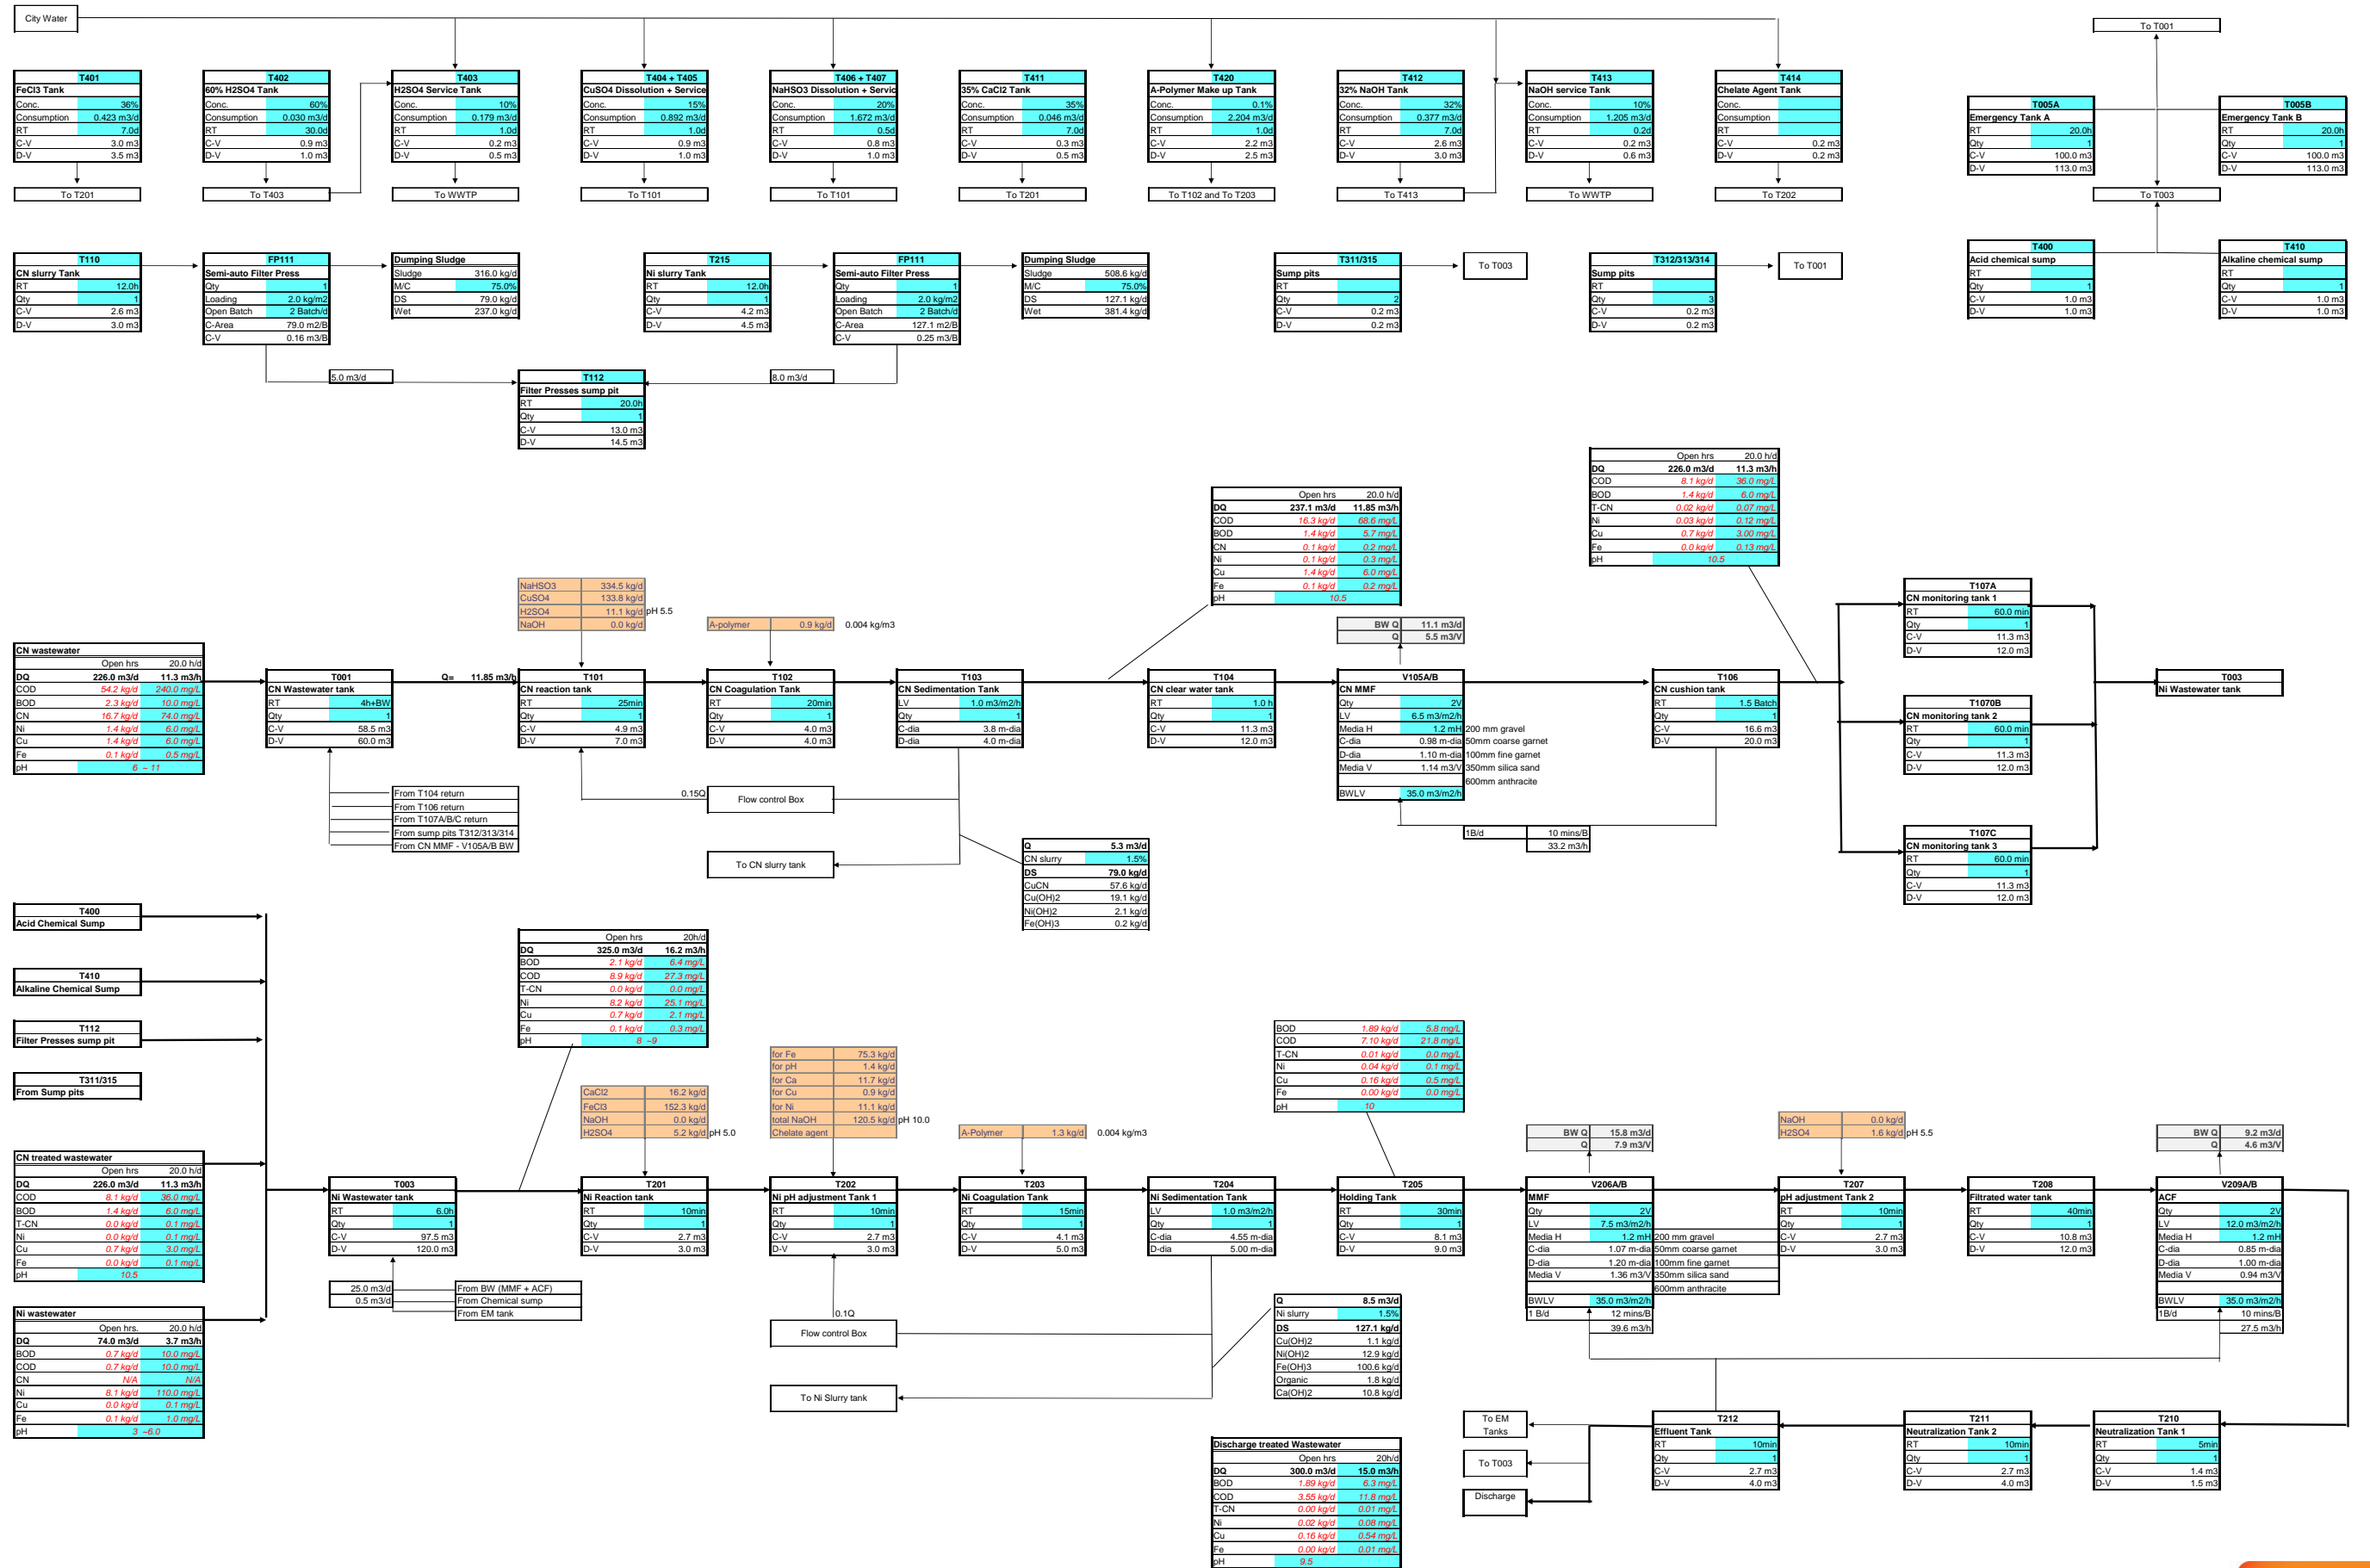 City Water
To T001
T401
FeCl3 Tank
Conc. 36%
Consumption 0.423 m3/d
RT 7.0d
C-V 3.0 m3
D-V 3.5 m3
To T201
T402
60% H2SO4 Tank
Conc. 60%
Consumption 0.030 m3/d
RT 30.0d
C-V 0.9 m3
D-V 1.0 m3
To T403
T403
H2SO4 Service Tank
Conc. 10%
Consumption 0.179 m3/d
RT 1.0d
C-V 0.2 m3
D-V 0.5 m3
To WWTP
T404 + T405
CuSO4 Dissolution + Service
Conc. 15%
Consumption 0.892 m3/d
RT 1.0d
C-V 0.9 m3
D-V 1.0 m3
To T101
T406 + T407
NaHSO3 Dissolution + Servic
Conc. 20%
Consumption 1.672 m3/d
RT 0.5d
C-V 0.8 m3
D-V 1.0 m3
To T101
T411
35% CaCl2 Tank
Conc. 35%
Consumption 0.046 m3/d
RT 7.0d
C-V 0.3 m3
D-V 0.5 m3
To T201
T420
A-Polymer Make up Tank
Conc. 0.1%
Consumption 2.204 m3/d
RT 1.0d
C-V 2.2 m3
D-V 2.5 m3
To T102 and To T203
T412
32% NaOH Tank
Conc. 32%
Consumption 0.377 m3/d
RT 7.0d
C-V 2.6 m3
D-V 3.0 m3
To T413
T413
NaOH service Tank
Conc. 10%
Consumption 1.205 m3/d
RT 0.2d
C-V 0.2 m3
D-V 0.6 m3
To WWTP
T414
Chelate Agent Tank
Conc.
Consumption
RT
C-V 0.2 m3
D-V 0.2 m3
To T202
T005A
Emergency Tank A
RT 20.0h
Qty 1
C-V 100.0 m3
D-V 113.0 m3
T005B
Emergency Tank B
RT 20.0h
Qty 1
C-V 100.0 m3
D-V 113.0 m3
To T003
T110
CN slurry Tank
RT 12.0h
Qty 1
C-V 2.6 m3
D-V 3.0 m3
FP111
Semi-auto Filter Press
Qty 1
Loading 2.0 kg/m2
Open Batch 2 Batch/d
C-Area 79.0 m2/B
C-V 0.16 m3/B
Dumping Sludge
Sludge 316.0 kg/d
M/C 75.0%
DS 79.0 kg/d
Wet 237.0 kg/d
T215
Ni slurry Tank
RT 12.0h
Qty 1
C-V 4.2 m3
D-V 4.5 m3
FP111
Semi-auto Filter Press
Qty 1
Loading 2.0 kg/m2
Open Batch 2 Batch/d
C-Area 127.1 m2/B
C-V 0.25 m3/B
Dumping Sludge
Sludge 508.6 kg/d
M/C 75.0%
DS 127.1 kg/d
Wet 381.4 kg/d
T311/315
Sump pits
RT
Qty 2
C-V 0.2 m3
D-V 0.2 m3
To T003
T312/313/314
Sump pits
RT
Qty 3
C-V 0.2 m3
D-V 0.2 m3
To T001
T400
Acid chemical sump
RT
Qty 1
C-V 1.0 m3
D-V 1.0 m3
T410
Alkaline chemical sump
RT
Qty 1
C-V 1.0 m3
D-V 1.0 m3
5.0 m3/d
T112
Filter Presses sump pit
RT 20.0h
Qty 1
C-V 13.0 m3
D-V 14.5 m3
8.0 m3/d
Open hrs 20.0 h/d
DQ 237.1 m3/d 11.85 m3/h
COD 16.3 kg/d 68.6 mg/L
BOD 1.4 kg/d 5.7 mg/L
CN 0.1 kg/d 0.2 mg/L
Ni 0.1 kg/d 0.3 mg/L
Cu 1.4 kg/d 6.0 mg/L
Fe 0.1 kg/d 0.2 mg/L
pH 10.5
Open hrs 20.0 h/d
DQ 226.0 m3/d 11.3 m3/h
COD 8.1 kg/d 36.0 mg/L
BOD 1.4 kg/d 6.0 mg/L
T-CN 0.02 kg/d 0.07 mg/L
Ni 0.03 kg/d 0.12 mg/L
Cu 0.7 kg/d 3.00 mg/L
Fe 0.0 kg/d 0.13 mg/L
pH 10.5
NaHSO3 334.5 kg/d
CuSO4 133.8 kg/d
H2SO4 11.1 kg/d pH 5.5
NaOH 0.0 kg/d
A-polymer 0.9 kg/d 0.004 kg/m3
BW Q 11.1 m3/d
Q 5.5 m3/V
CN wastewater
Open hrs 20.0 h/d
DQ 226.0 m3/d 11.3 m3/h
COD 54.2 kg/d 240.0 mg/L
BOD 2.3 kg/d 10.0 mg/L
CN 16.7 kg/d 74.0 mg/L
Ni 1.4 kg/d 6.0 mg/L
Cu 1.4 kg/d 6.0 mg/L
Fe 0.1 kg/d 0.5 mg/L
pH 6 ~ 11
T001
CN Wastewater tank
RT 4h+BW
Qty 1
C-V 58.5 m3
D-V 60.0 m3
Q= 11.85 m3/h
T101
CN reaction tank
RT 25min
Qty 1
C-V 4.9 m3
D-V 7.0 m3
T102
CN Coagulation Tank
RT 20min
Qty 1
C-V 4.0 m3
D-V 4.0 m3
T103
CN Sedimentation Tank
LV 1.0 m3/m2/h
Qty 1
C-dia 3.8 m-dia
D-dia 4.0 m-dia
T104
CN clear water tank
RT 1.0 h
Qty 1
C-V 11.3 m3
D-V 12.0 m3
V105A/B
CN MMF
Qty 2V
LV 6.5 m3/m2/h
Media H 1.2 mH 200 mm gravel
C-dia 0.98 m-dia 50mm coarse garnet
D-dia 1.10 m-dia 100mm fine garnet
Media V 1.14 m3/V 350mm silica sand
600mm anthracite
BWLV 35.0 m3/m2/h
T106
CN cushion tank
RT 1.5 Batch
Qty 1
C-V 16.6 m3
D-V 20.0 m3
T107A
CN monitoring tank 1
RT 60.0 min
Qty 1
C-V 11.3 m3
D-V 12.0 m3
T1070B
CN monitoring tank 2
RT 60.0 min
Qty 1
C-V 11.3 m3
D-V 12.0 m3
T107C
CN monitoring tank 3
RT 60.0 min
Qty 1
C-V 11.3 m3
D-V 12.0 m3
T003
Ni Wastewater tank
From T104 return
From T106 return
From T107A/B/C return
From sump pits T312/313/314
From CN MMF - V105A/B BW
0.15Q
Flow control Box
To CN slurry tank
1B/d 10 mins/B
33.2 m3/h
Q 5.3 m3/d
CN slurry 1.5%
DS 79.0 kg/d
CuCN 57.6 kg/d
Cu(OH)2 19.1 kg/d
Ni(OH)2 2.1 kg/d
Fe(OH)3 0.2 kg/d
T400
Acid Chemical Sump
T410
Alkaline Chemical Sump
T112
Filter Presses sump pit
T311/315
From Sump pits
Open hrs 20h/d
DQ 325.0 m3/d 16.2 m3/h
BOD 2.1 kg/d 6.4 mg/L
COD 8.9 kg/d 27.3 mg/L
T-CN 0.0 kg/d 0.0 mg/L
Ni 8.2 kg/d 25.1 mg/L
Cu 0.7 kg/d 2.1 mg/L
Fe 0.1 kg/d 0.3 mg/L
pH 8 ~9
CaCl2 16.2 kg/d
FeCl3 152.3 kg/d
NaOH 0.0 kg/d
H2SO4 5.2 kg/d pH 5.0
for Fe 75.3 kg/d
for pH 1.4 kg/d
for Ca 11.7 kg/d
for Cu 0.9 kg/d
for Ni 11.1 kg/d
total NaOH 120.5 kg/d pH 10.0
Chelate agent
A-Polymer 1.3 kg/d 0.004 kg/m3
BOD 1.89 kg/d 5.8 mg/L
COD 7.10 kg/d 21.8 mg/L
T-CN 0.01 kg/d 0.0 mg/L
Ni 0.04 kg/d 0.1 mg/L
Cu 0.16 kg/d 0.5 mg/L
Fe 0.00 kg/d 0.0 mg/L
pH 10
BW Q 15.8 m3/d
Q 7.9 m3/V
NaOH 0.0 kg/d
H2SO4 1.6 kg/d pH 5.5
BW Q 9.2 m3/d
Q 4.6 m3/V
CN treated wastewater
Open hrs 20.0 h/d
DQ 226.0 m3/d 11.3 m3/h
COD 8.1 kg/d 36.0 mg/L
BOD 1.4 kg/d 6.0 mg/L
T-CN 0.0 kg/d 0.1 mg/L
Ni 0.0 kg/d 0.1 mg/L
Cu 0.7 kg/d 3.0 mg/L
Fe 0.0 kg/d 0.1 mg/L
pH 10.5
T003
Ni Wastewater tank
RT 6.0h
Qty 1
C-V 97.5 m3
D-V 120.0 m3
T201
Ni Reaction tank
RT 10min
Qty 1
C-V 2.7 m3
D-V 3.0 m3
T202
Ni pH adjustment Tank 1
RT 10min
Qty 1
C-V 2.7 m3
D-V 3.0 m3
T203
Ni Coagulation Tank
RT 15min
Qty 1
C-V 4.1 m3
D-V 5.0 m3
T204
Ni Sedimentation Tank
LV 1.0 m3/m2/h
Qty 1
C-dia 4.55 m-dia
D-dia 5.00 m-dia
T205
Holding Tank
RT 30min
Qty 1
C-V 8.1 m3
D-V 9.0 m3
V206A/B
MMF
Qty 2V
LV 7.5 m3/m2/h
Media H 1.2 mH 200 mm gravel
C-dia 1.07 m-dia 50mm coarse garnet
D-dia 1.20 m-dia 100mm fine garnet
Media V 1.36 m3/V 350mm silica sand
600mm anthracite
BWLV 35.0 m3/m2/h
1 B/d 12 mins/B
39.6 m3/h
T207
pH adjustment Tank 2
RT 10min
Qty 1
C-V 2.7 m3
D-V 3.0 m3
T208
Filtrated water tank
RT 40min
Qty 1
C-V 10.8 m3
D-V 12.0 m3
V209A/B
ACF
Qty 2V
LV 12.0 m3/m2/h
Media H 1.2 mH
C-dia 0.85 m-dia
D-dia 1.00 m-dia
Media V 0.94 m3/V
BWLV 35.0 m3/m2/h
1B/d 10 mins/B
27.5 m3/h
25.0 m3/d From BW (MMF + ACF)
0.5 m3/d From Chemical sump
From EM tank
Ni wastewater
Open hrs. 20.0 h/d
DQ 74.0 m3/d 3.7 m3/h
BOD 0.7 kg/d 10.0 mg/L
COD 0.7 kg/d 10.0 mg/L
CN N/A N/A
Ni 8.1 kg/d 110.0 mg/L
Cu 0.0 kg/d 0.1 mg/L
Fe 0.1 kg/d 1.0 mg/L
pH 3 ~6.0
0.1Q
Flow control Box
To Ni Slurry tank
Q 8.5 m3/d
Ni slurry 1.5%
DS 127.1 kg/d
Cu(OH)2 1.1 kg/d
Ni(OH)2 12.9 kg/d
Fe(OH)3 100.6 kg/d
Organic 1.8 kg/d
Ca(OH)2 10.8 kg/d
To EM
Tanks
To T003
Discharge
T212
Effluent Tank
RT 10min
Qty 1
C-V 2.7 m3
D-V 4.0 m3
T211
Neutralization Tank 2
RT 10min
Qty 1
C-V 2.7 m3
D-V 4.0 m3
T210
Neutralization Tank 1
RT 5min
Qty 1
C-V 1.4 m3
D-V 1.5 m3
Discharge treated Wastewater
Open hrs 20h/d
DQ 300.0 m3/d 15.0 m3/h
BOD 1.89 kg/d 6.3 mg/L
COD 3.55 kg/d 11.8 mg/L
T-CN 0.00 kg/d 0.01 mg/L
Ni 0.02 kg/d 0.08 mg/L
Cu 0.16 kg/d 0.54 mg/L
Fe 0.00 kg/d 0.01 mg/L
pH 9.5